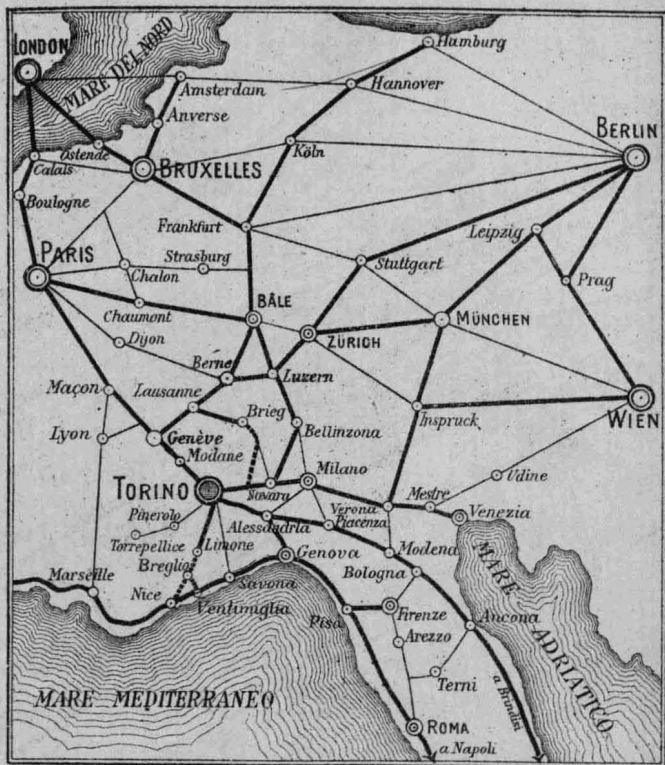 LONDON
MARE DEL NORD
Hamburg
Amsterdam
Hannover
Anverse
BERLIN
Ostende
Calais
BRUXELLES
Köln
Boulogne
Frankfurt
Leipzig
PARIS
Strasburg
Chalon
Stuttgart
Prag
Chaumont
BÂLE
ZÜRICH
MÜNCHEN
Dijon
Berne
Luzern
Maçon
Lausanne
Brieg
WIEN
Inspruck
Lyon
Genève
Bellinzona
Modane
Milano
Udine
TORINO
Novara
Mestre
Pinerolo
Alessandria
Verona
Piacenza
Venezia
Torrepellice
Limone
Genova
Modena
Breglio
Bologna
Marseille
Savona
Nice
Ventimiglia
Pisa
Firenze
Ancona
MARE ADRIATICO
Arezzo
Terni
a Brindisi
MARE MEDITERRANEO
ROMA
a Napoli